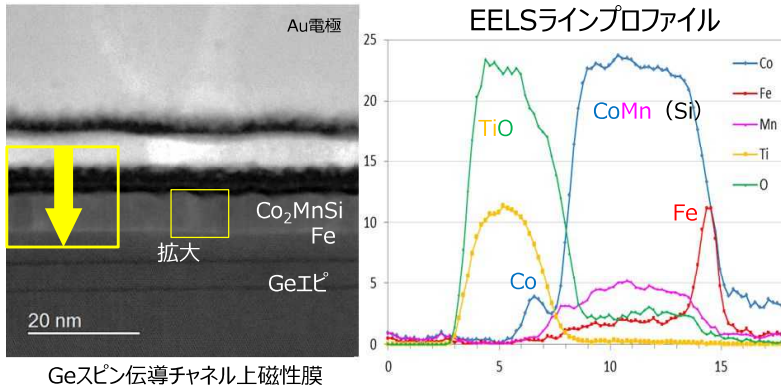 Au電極
Co₂MnSi
Fe
拡大
Geエピ
20 nm
Geスピン伝導チャネル上磁性膜
EELSラインプロファイル
25
20
15
10
5
0
0
5
10
15
TiO
CoMn（Si）
Co
Fe
Co
Fe
Mn
Ti
O